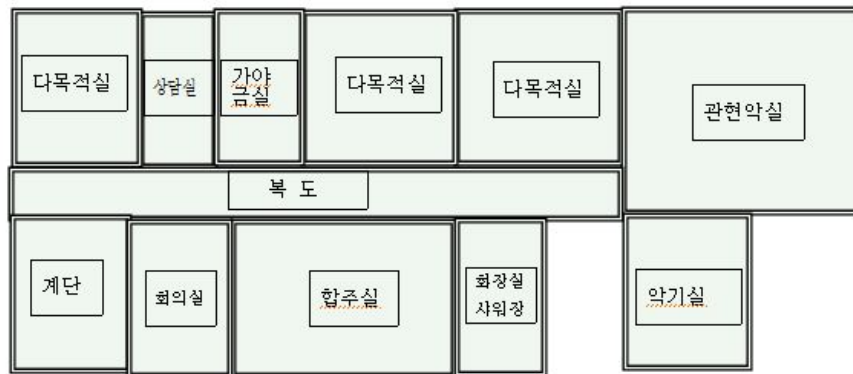 다목적실
상담실
가야
금실
다목적실
다목적실
관현악실
복 도
계단
회의실
합주실
화장실
샤워장
악기실